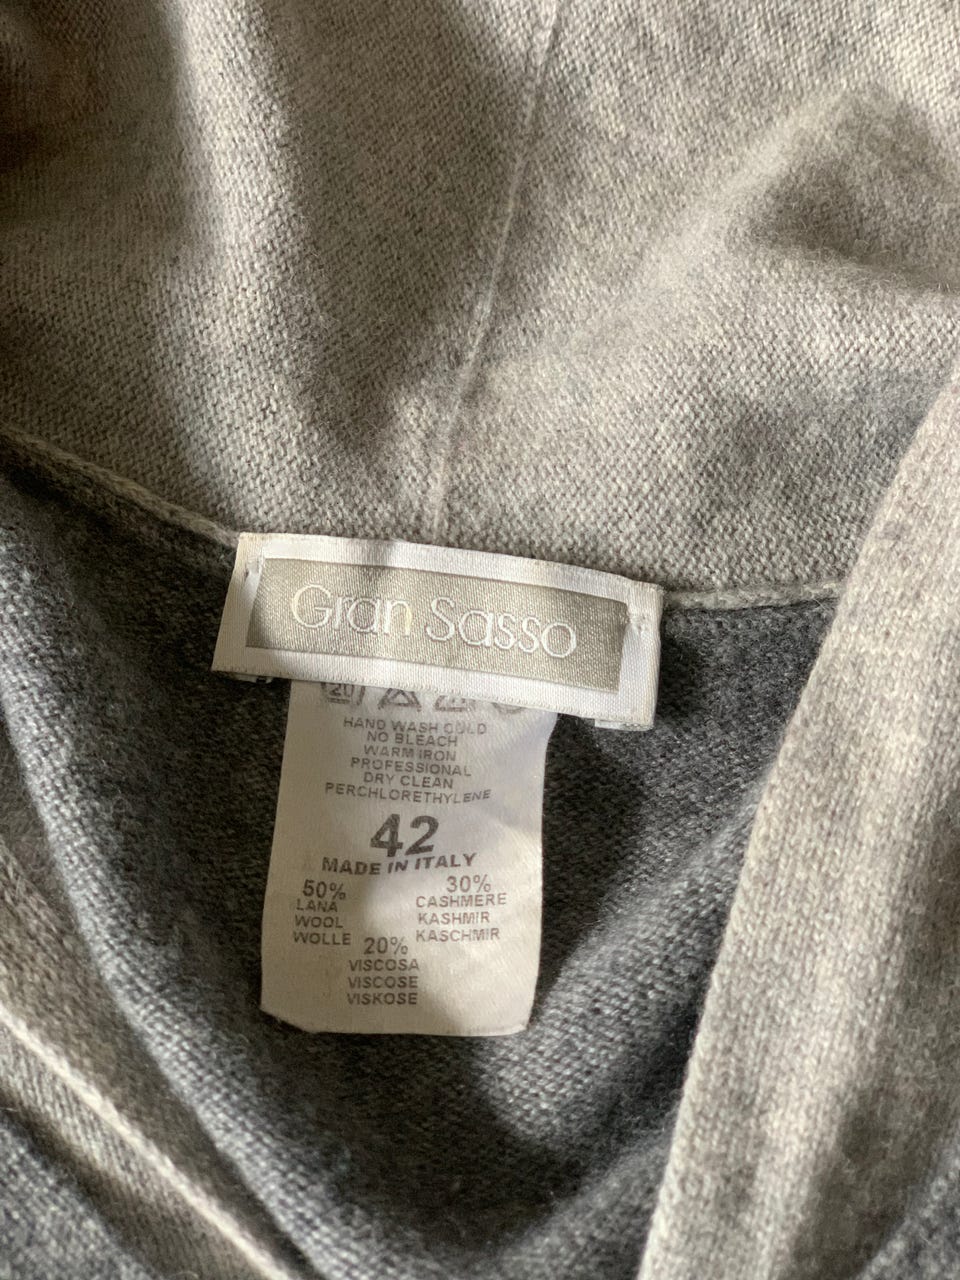 Gran Sasso
20
HAND WASH COLD
NO BLEACH
WARM IRON
PROFESSIONAL
DRY CLEAN
PERCHLORETHYLENE
42
MADE IN ITALY
50% 30%
LANA CASHMERE
WOOL KASHMIR
WOLLE 20% KASCHMIR
VISCOSA
VISCOSE
VISKOSE